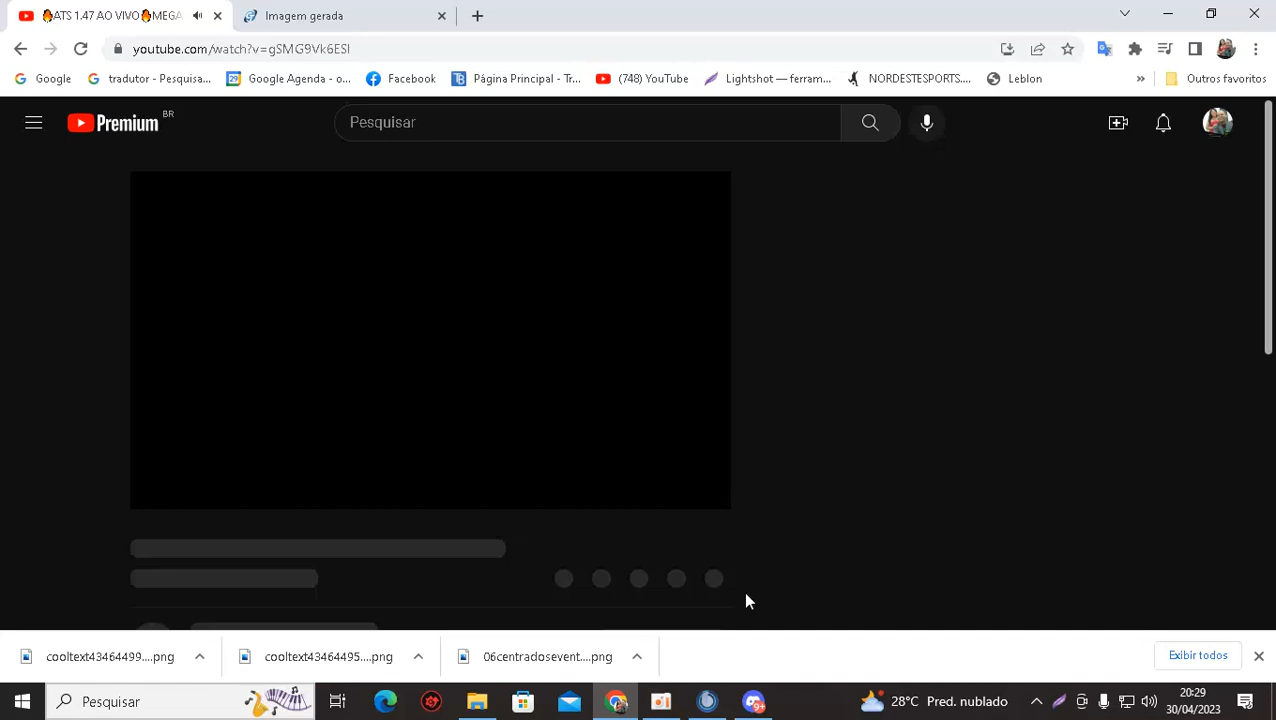 🔥ATS 1.47 AO VIVO🔥MEGA
Imagem gerada
youtube.com/watch?v=gSMG9Vk6ESI
Google
tradutor - Pesquisa...
Google Agenda - o...
Facebook
Página Principal - Tr...
(748) YouTube
Lightshot — ferram...
NORDESTESPORTS....
Leblon
»
Outros favoritos
Premium BR
Pesquisar
cooltext43464499....png
cooltext43464495....png
06centradosevent....png
Exibir todos
Pesquisar
9+
28°C Pred. nublado
20:29
30/04/2023